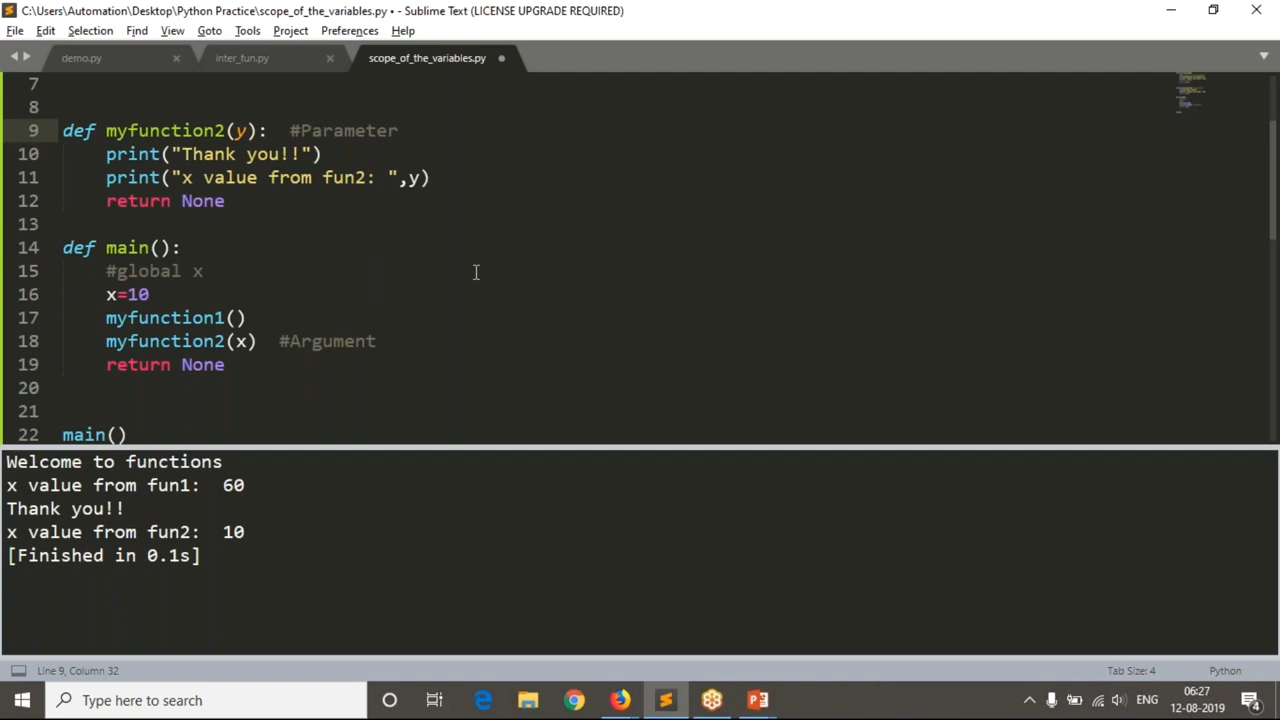 C:\Users\Automation\Desktop\Python Practice\scope_of_the_variables.py • - Sublime Text (LICENSE UPGRADE REQUIRED)
File Edit Selection Find View Goto Tools Project Preferences Help
demo.py inter_fun.py scope_of_the_variables.py
7
8
9 def myfunction2(y):  #Parameter
10     print("Thank you!!")
11     print("x value from fun2: ",y)
12     return None
13
14 def main():
15     #global x
16     x=10
17     myfunction1()
18     myfunction2(x)  #Argument
19     return None
20
21
22 main()
Welcome to functions
x value from fun1:  60
Thank you!!
x value from fun2:  10
[Finished in 0.1s]
Line 9, Column 32 Tab Size: 4 Python
Type here to search ENG 06:27
12-08-2019 4